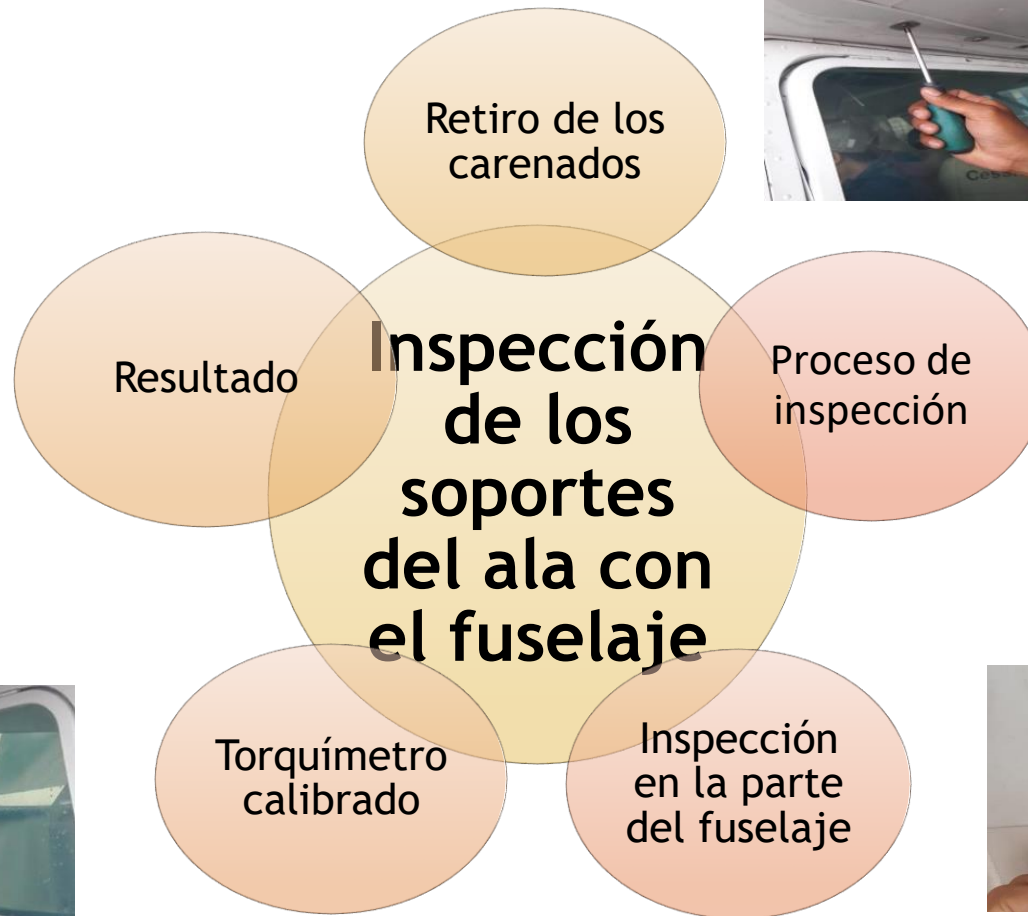 Retiro de los
carenados
Inspección
de los
soportes
del ala con
el fuselaje
Proceso de
inspección
Inspección
en la parte
del fuselaje
Torquímetro
calibrado
Resultado